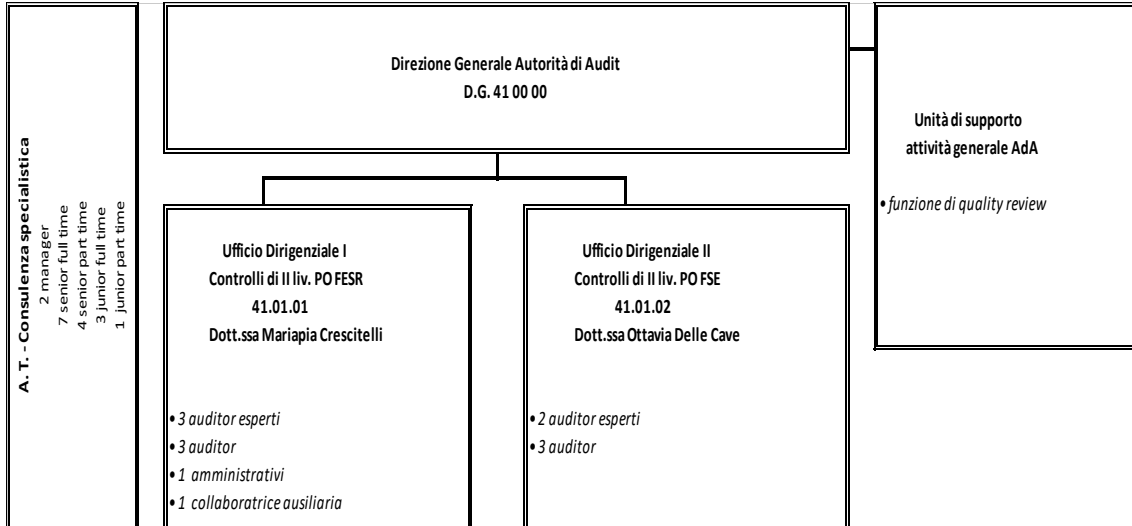 A. T. - Consulenza specialistica
2 manager
7 senior full time
4 senior part time
3 junior full time
1 junior part time
Direzione Generale Autorità di Audit
D.G. 41 00 00
Unità di supporto
attività generale AdA
• funzione di quality review
Ufficio Dirigenziale I
Controlli di II liv. PO FESR
41.01.01
Dott.ssa Mariapia Crescitelli
• 3 auditor esperti
• 3 auditor
• 1 amministrativi
• 1 collaboratrice ausiliaria
Ufficio Dirigenziale II
Controlli di II liv. PO FSE
41.01.02
Dott.ssa Ottavia Delle Cave
• 2 auditor esperti
• 3 auditor